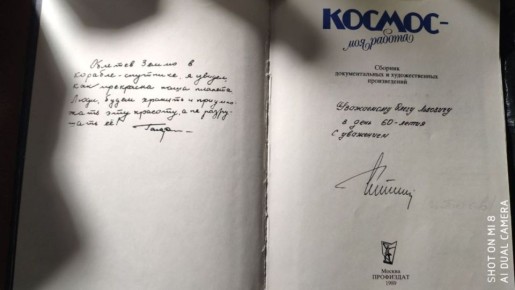 Облетев Землю в
корабле-спутнике, я увидел,
как прекрасна наша планета.
Люди, будем хранить и приумно-
жать эту красоту, а не разру-
шать её!
КОСМОС-
моя работа
Сборник
документальных и художественных
произведений
Уважаемому
в день 60-летия
с уважением
Москва
ПРОФИЗДАТ
1989
SHOT ON MI 8
AI DUAL CAMERA